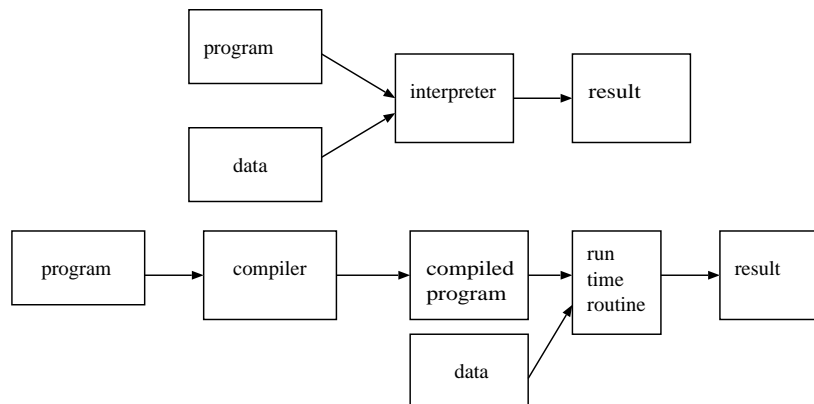 program
interpreter
result
data
program
compiler
compiled
program
run
time
routine
result
data